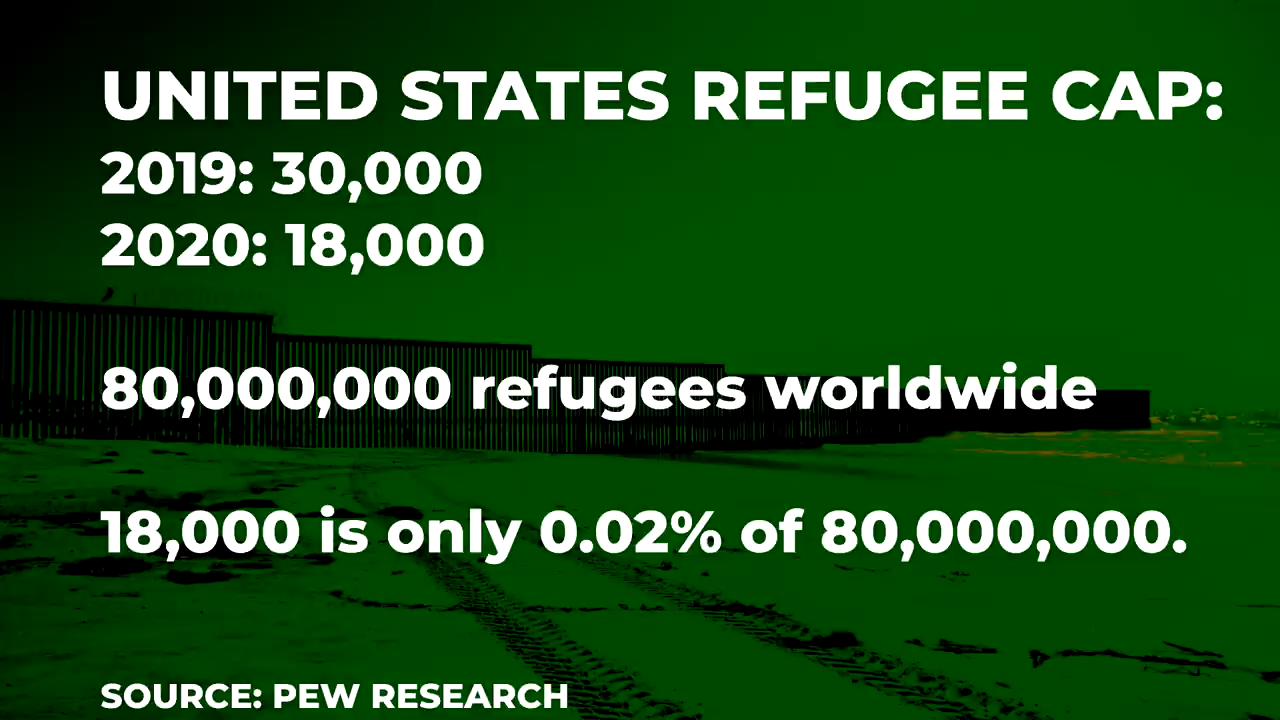 UNITED STATES REFUGEE CAP:
2019: 30,000
2020: 18,000
80,000,000 refugees worldwide
18,000 is only 0.02% of 80,000,000.
SOURCE: PEW RESEARCH